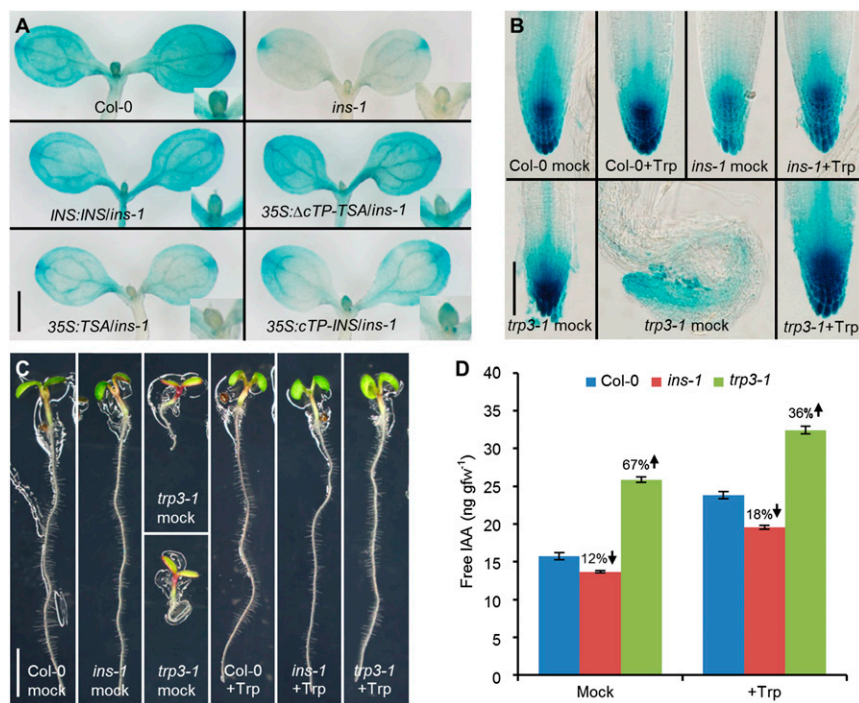 A
Col-0
ins-1
INS:INS/ins-1
35S:ΔcTP-TSA/ins-1
35S:TSA/ins-1
35S:cTP-INS/ins-1
B
Col-0 mock
Col-0+Trp
ins-1 mock
ins-1+Trp
trp3-1 mock
trp3-1 mock
trp3-1+Trp
C
trp3-1
mock
Col-0
mock
ins-1
mock
trp3-1
mock
Col-0
+Trp
ins-1
+Trp
trp3-1
+Trp
D
Col-0
ins-1
trp3-1
Free IAA (ng gfw⁻¹)
40
35
30
25
20
15
10
5
0
12%
67%
18%
36%
Mock
+Trp